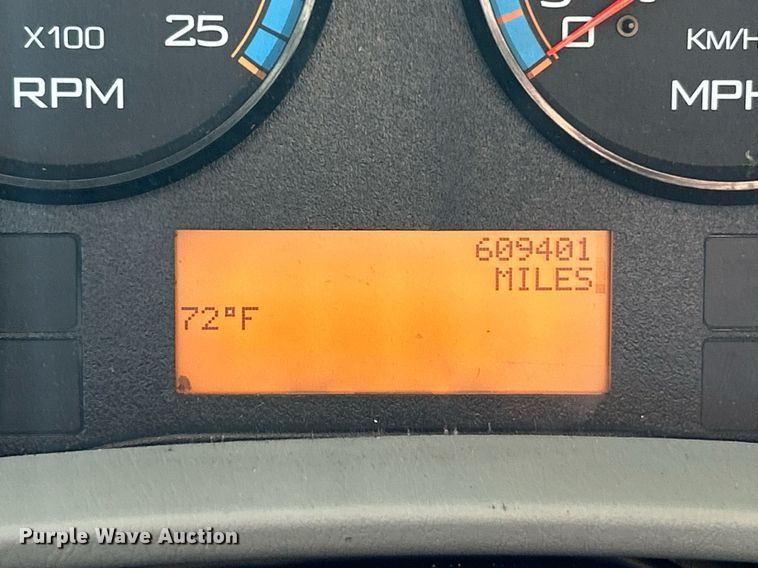 X100 25
RPM
0
KM/H
MPH
609401
MILES
72°F
Purple Wave Auction